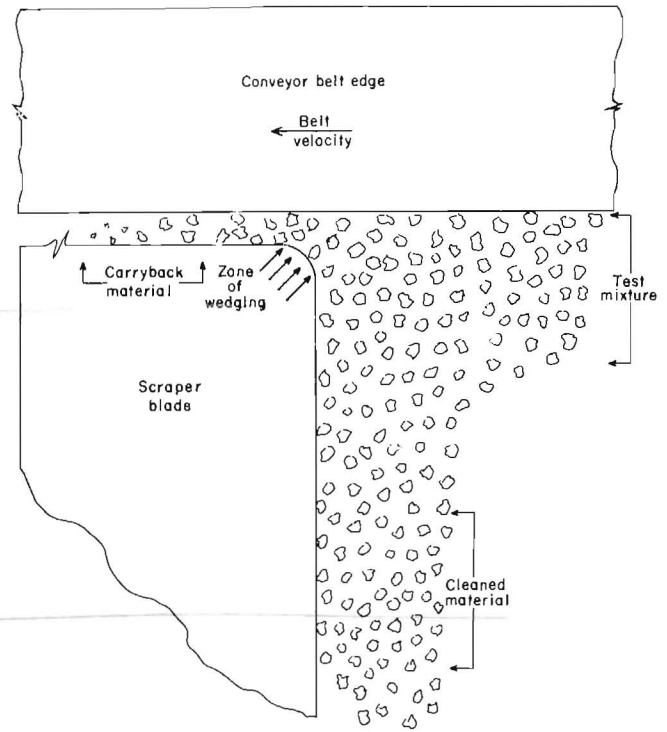 Conveyor belt edge
Belt
velocity
Carryback
material
Zone
of
wedging
Test
mixture
Scraper
blade
Cleaned
material